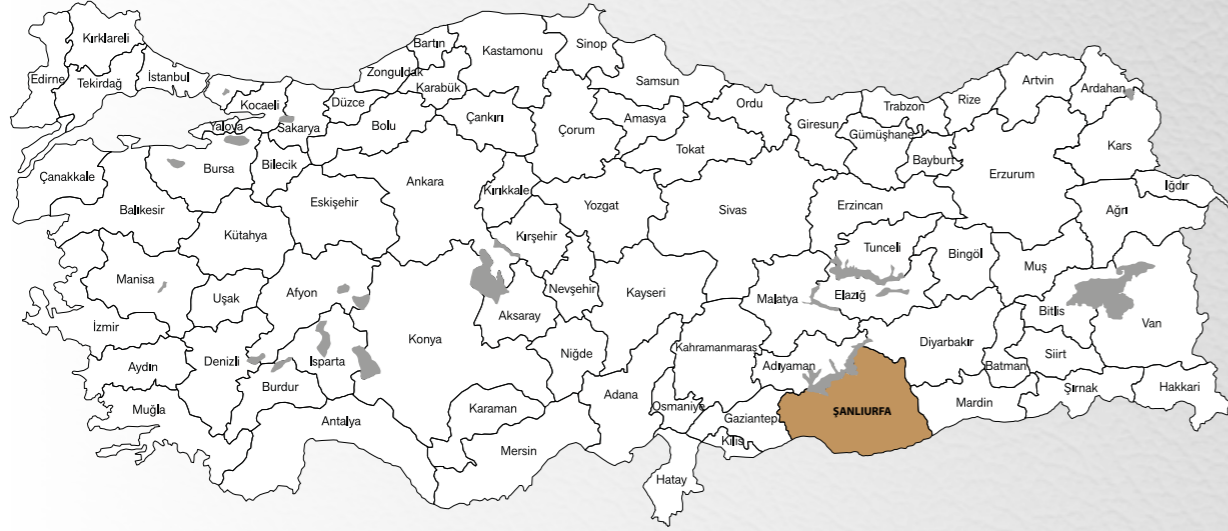 Kırklareli
Edirne
Tekirdağ
İstanbul
Kocaeli
Yalova
Sakarya
Düzce
Zonguldak
Bartın
Karabük
Kastamonu
Sinop
Samsun
Ordu
Giresun
Trabzon
Rize
Artvin
Ardahan
Bolu
Çankırı
Çorum
Amasya
Tokat
Gümüşhane
Bayburt
Erzurum
Kars
Iğdır
Çanakkale
Bursa
Bilecik
Ankara
Kırıkkale
Yozgat
Sivas
Erzincan
Ağrı
Balıkesir
Eskişehir
Kütahya
Kırşehir
Tunceli
Bingöl
Muş
Manisa
Uşak
Afyon
Nevşehir
Kayseri
Malatya
Elazığ
Bitlis
Van
İzmir
Aksaray
Konya
Denizli
Isparta
Niğde
Kahramanmaraş
Adıyaman
Diyarbakır
Batman
Siirt
Aydın
Burdur
Şırnak
Hakkari
Muğla
Antalya
Karaman
Adana
Osmaniye
Gaziantep
ŞANLIURFA
Mardin
Mersin
Kilis
Hatay